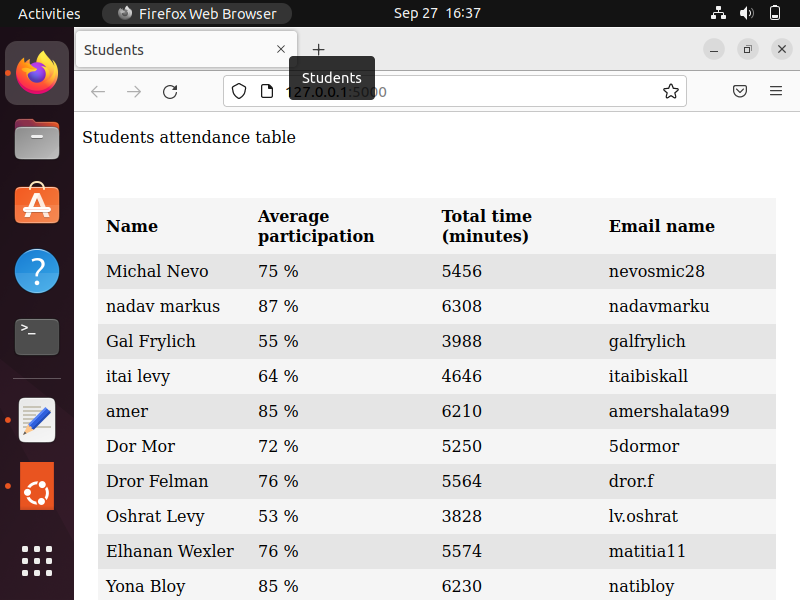 Activities Firefox Web Browser Sep 27 16:37
Students
Students
127.0.0.1:5000
Students attendance table
Name Average participation Total time (minutes) Email name
Michal Nevo 75 % 5456 nevosmic28
nadav markus 87 % 6308 nadavmarku
Gal Frylich 55 % 3988 galfrylich
itai levy 64 % 4646 itaibiskall
amer 85 % 6210 amershalata99
Dor Mor 72 % 5250 5dormor
Dror Felman 76 % 5564 dror.f
Oshrat Levy 53 % 3828 lv.oshrat
Elhanan Wexler 76 % 5574 matitia11
Yona Bloy 85 % 6230 natibloy